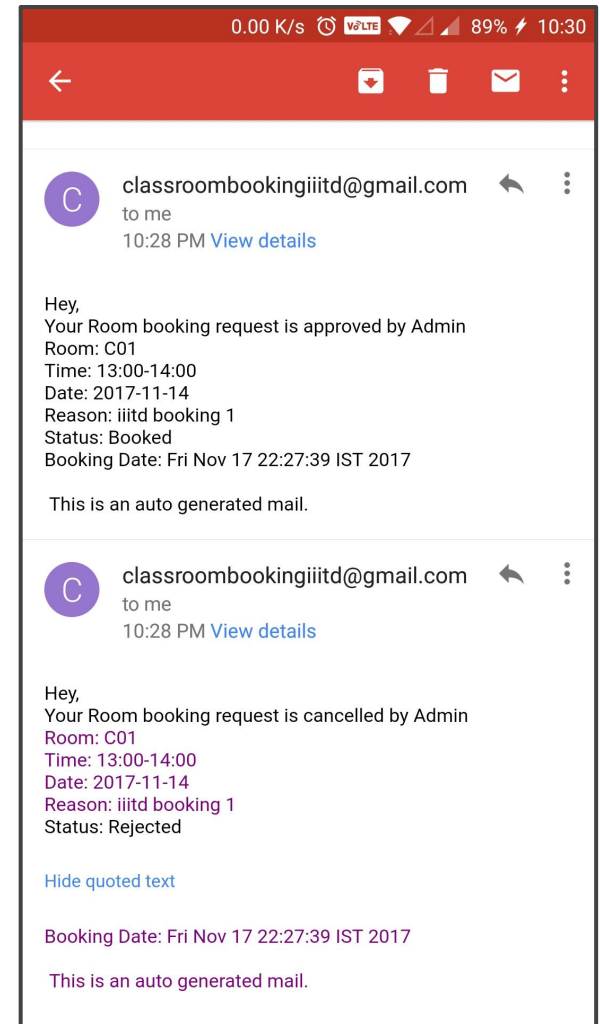 0.00 K/s VoLTE 89% 10:30
C
classroombookingiiitd@gmail.com
to me
10:28 PM View details
Hey,
Your Room booking request is approved by Admin
Room: C01
Time: 13:00-14:00
Date: 2017-11-14
Reason: iiitd booking 1
Status: Booked
Booking Date: Fri Nov 17 22:27:39 IST 2017
This is an auto generated mail.
C
classroombookingiiitd@gmail.com
to me
10:28 PM View details
Hey,
Your Room booking request is cancelled by Admin
Room: C01
Time: 13:00-14:00
Date: 2017-11-14
Reason: iiitd booking 1
Status: Rejected
Hide quoted text
Booking Date: Fri Nov 17 22:27:39 IST 2017
This is an auto generated mail.